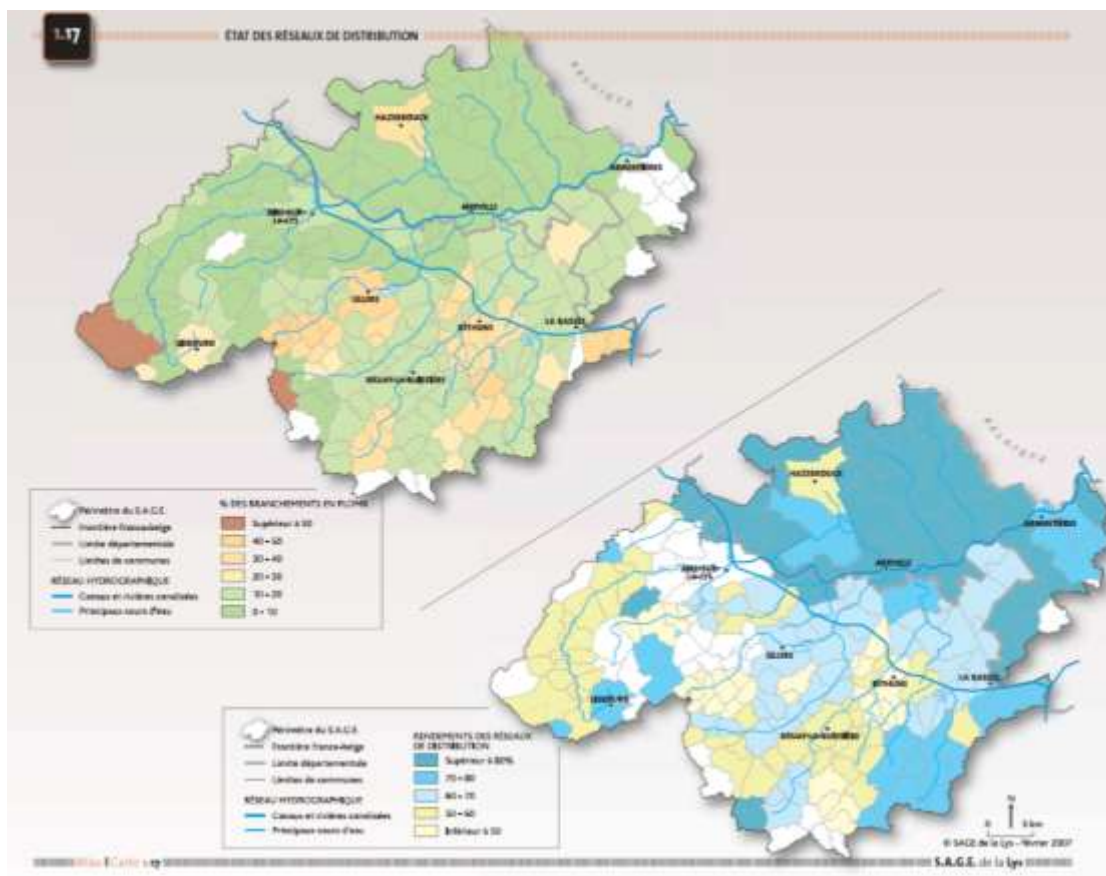 1.17
ÉTAT DES RÉSEAUX DE DISTRIBUTION
BELGIQUE
HAZEBROUCK
ARMENTIÈRES
MERVILLE
AIRE-SUR-
LA-LYS
LILLERS
BÉTHUNE
LA BASSÉE
BRUAY-LA-BUISSIÈRE
Périmètre du S.A.G.E.
Frontière franco-belge
Limite départementale
Limites de communes
RÉSEAU HYDROGRAPHIQUE
Canaux et rivières canalisées
Principaux cours d'eau
% DES BRANCHEMENTS EN PLOMB
Supérieur à 50
40 - 50
30 - 40
20 - 30
10 - 20
0 - 10
BELGIQUE
HAZEBROUCK
ARMENTIÈRES
MERVILLE
AIRE-SUR-
LA-LYS
LILLERS
BÉTHUNE
LA BASSÉE
BRUAY-LA-BUISSIÈRE
Périmètre du S.A.G.E.
Frontière franco-belge
Limite départementale
Limites de communes
RÉSEAU HYDROGRAPHIQUE
Canaux et rivières canalisées
Principaux cours d'eau
RENDEMENTS DES RÉSEAUX
DE DISTRIBUTION
Supérieur à 80%
70 - 80
60 - 70
50 - 60
Inférieur à 50
N
0 5 km
© SAGE de la Lys - février 2007
Atlas | Carte 1.17
S.A.G.E. de la Lys